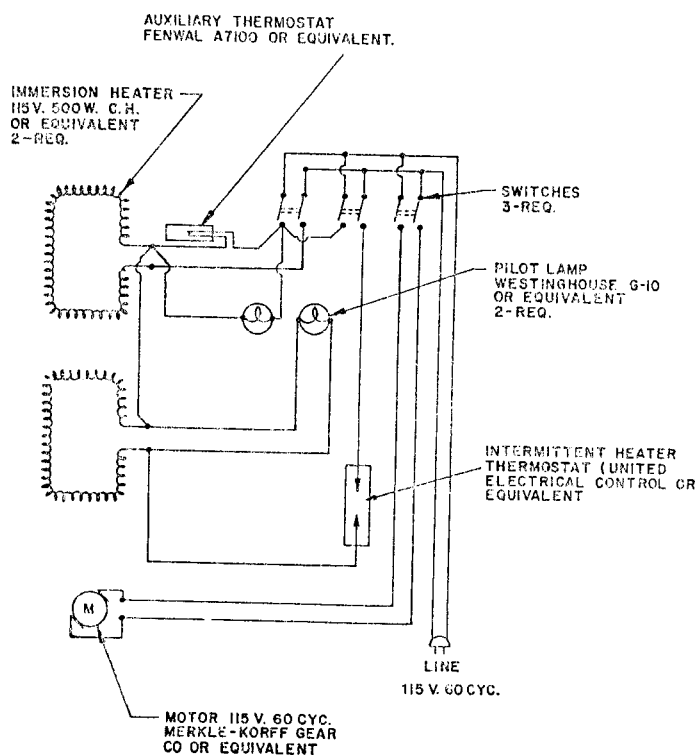 AUXILIARY THERMOSTAT
FENWAL A7100 OR EQUIVALENT.
IMMERSION HEATER
115V. 500W. C.H.
OR EQUIVALENT
2-REQ.
SWITCHES
3-REQ.
PILOT LAMP
WESTINGHOUSE G-10
OR EQUIVALENT
2-REQ.
INTERMITTENT HEATER
THERMOSTAT (UNITED
ELECTRICAL CONTROL OR
EQUIVALENT
M
LINE
115 V. 60 CYC.
MOTOR 115 V. 60 CYC.
MERKLE-KORFF GEAR
CO OR EQUIVALENT